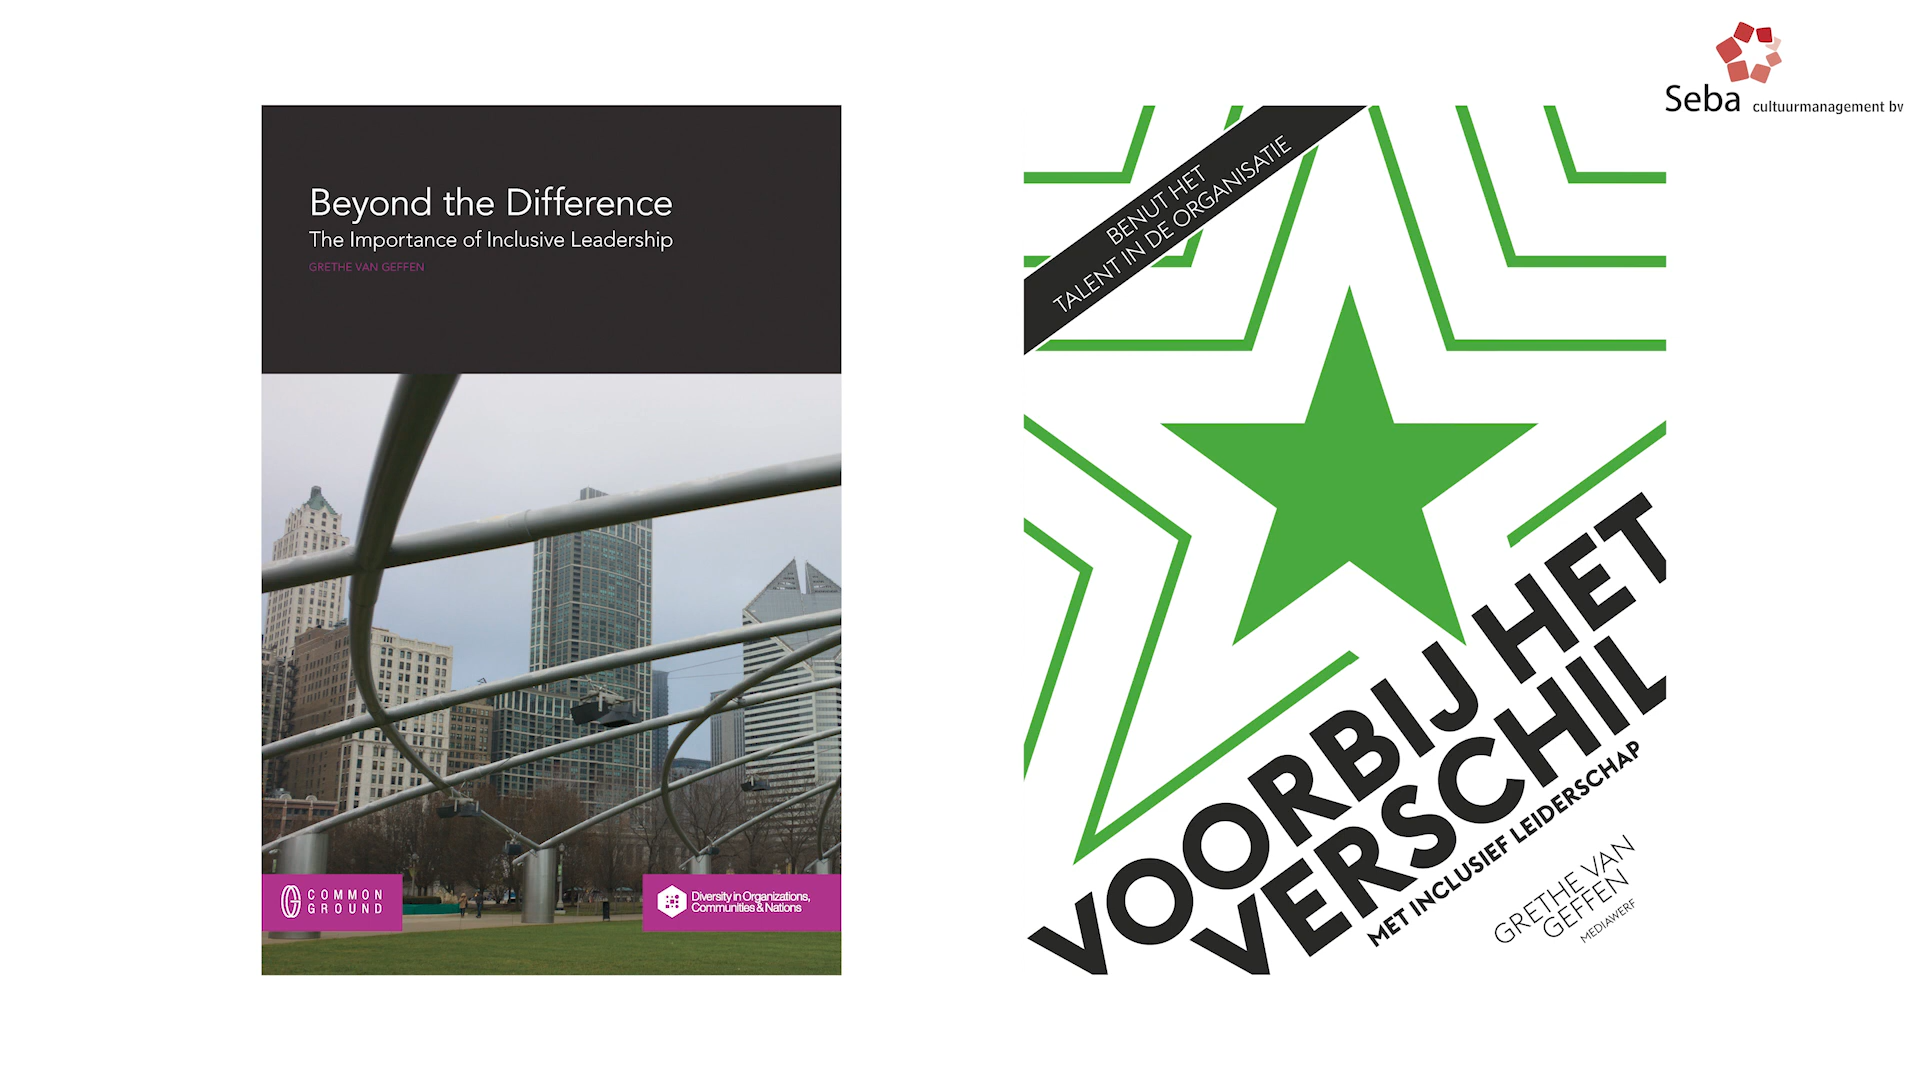 Beyond the Difference
The Importance of Inclusive Leadership
GRETHE VAN GEFFEN
COMMON
GROUND
Diversity in Organizations,
Communities & Nations
BENUT HET
TALENT IN DE ORGANISATIE
VOORBIJ HET
VERSCHIL
MET INCLUSIEF LEIDERSCHAP
GRETHE VAN
GEFFEN
MEDIAWERF
Seba cultuurmanagement bv